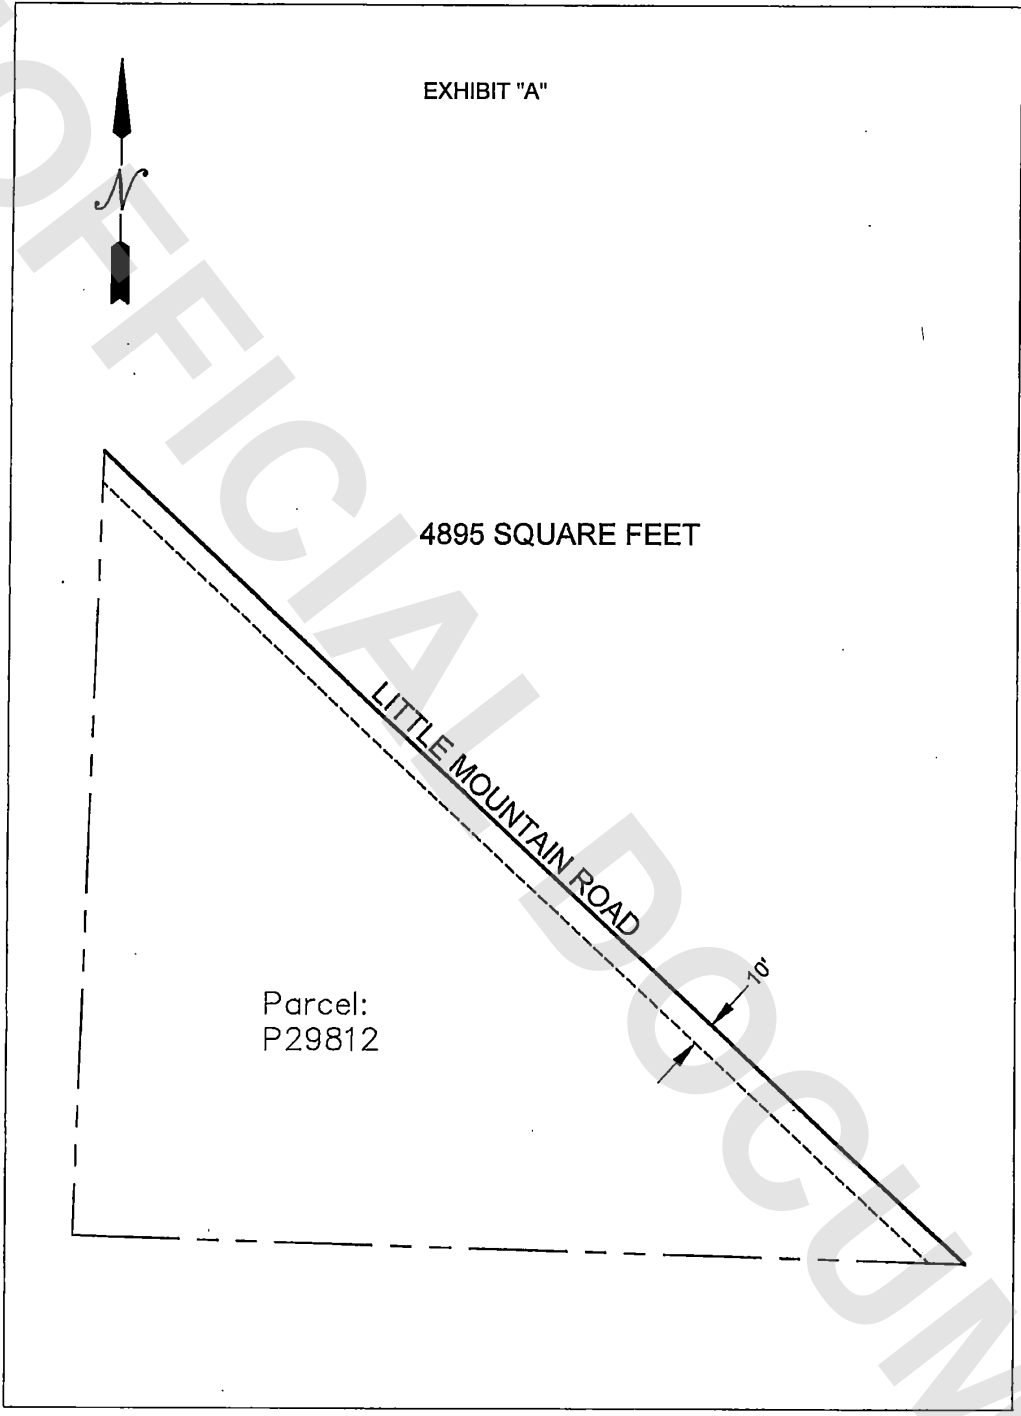 EXHIBIT "A"
N
4895 SQUARE FEET
LITTLE MOUNTAIN ROAD
10'
Parcel:
P29812
OFFICIAL DOCUM